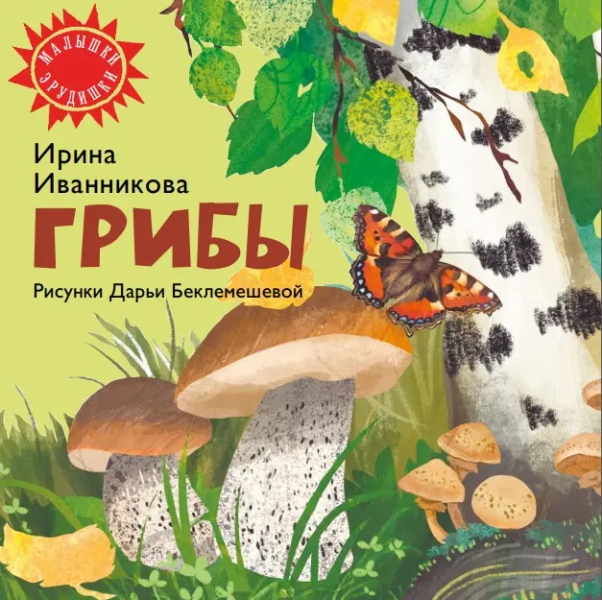 МАЛЫШКИ
ЭРУДИШКИ
Ирина
Иванникова
ГРИБЫ
Рисунки Дарьи Беклемешевой